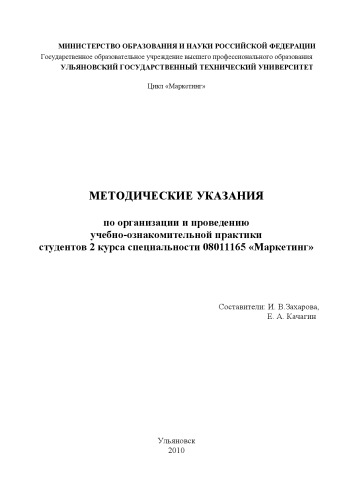 МИНИСТЕРСТВО ОБРАЗОВАНИЯ И НАУКИ РОССИЙСКОЙ ФЕДЕРАЦИИ
Государственное образовательное учреждение высшего профессионального образования
УЛЬЯНОВСКИЙ ГОСУДАРСТВЕННЫЙ ТЕХНИЧЕСКИЙ УНИВЕРСИТЕТ
Цикл «Маркетинг»
МЕТОДИЧЕСКИЕ УКАЗАНИЯ
по организации и проведению
учебно-ознакомительной практики
студентов 2 курса специальности 08011165 «Маркетинг»
Составители: И. В.Захарова,
Е. А. Качагин
Ульяновск
2010